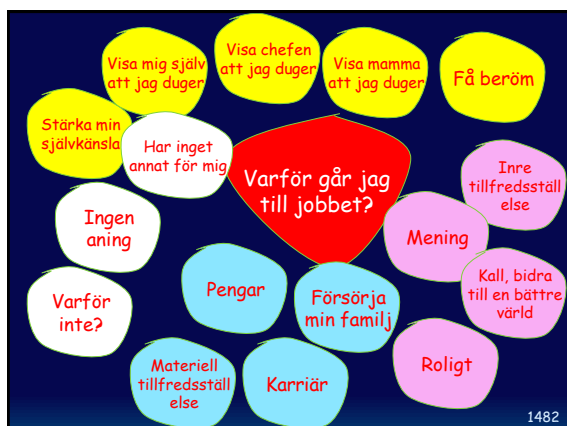 Visa mig själv
att jag duger
Visa chefen
att jag duger
Visa mamma
att jag duger
Få beröm
Stärka min
självkänsla
Har inget
annat för mig
Varför går jag
till jobbet?
Inre
tillfredsställ
else
Ingen
aning
Mening
Kall, bidra
till en bättre
värld
Varför
inte?
Pengar
Försörja
min familj
Materiell
tillfredsställ
else
Karriär
Roligt
1482